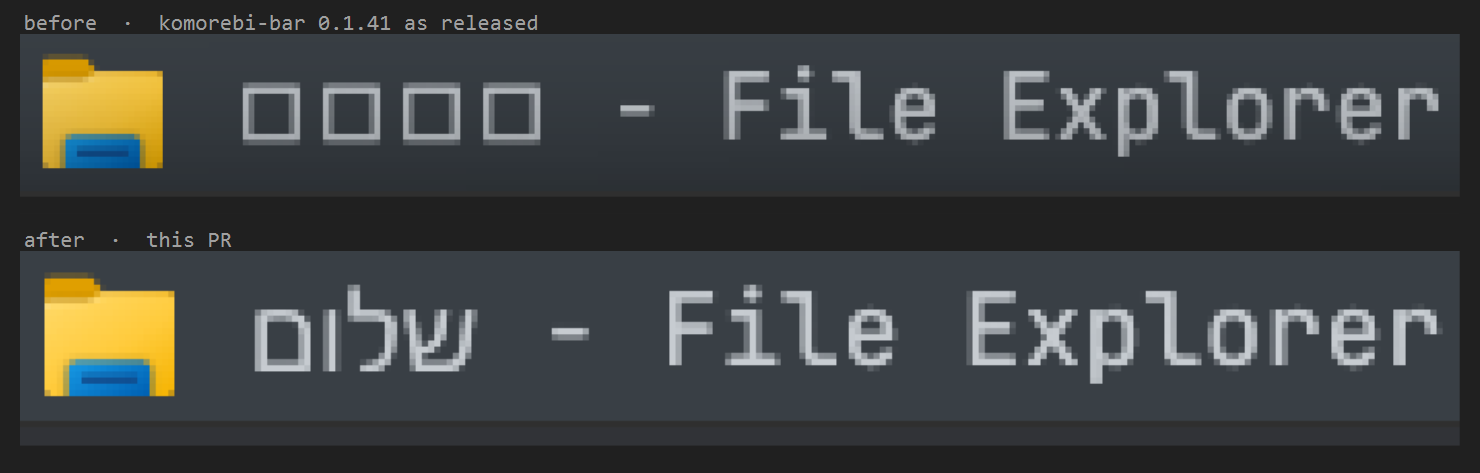 before · komorebi-bar 0.1.41 as released
□□□□ - File Explorer
after · this PR
שלום - File Explorer